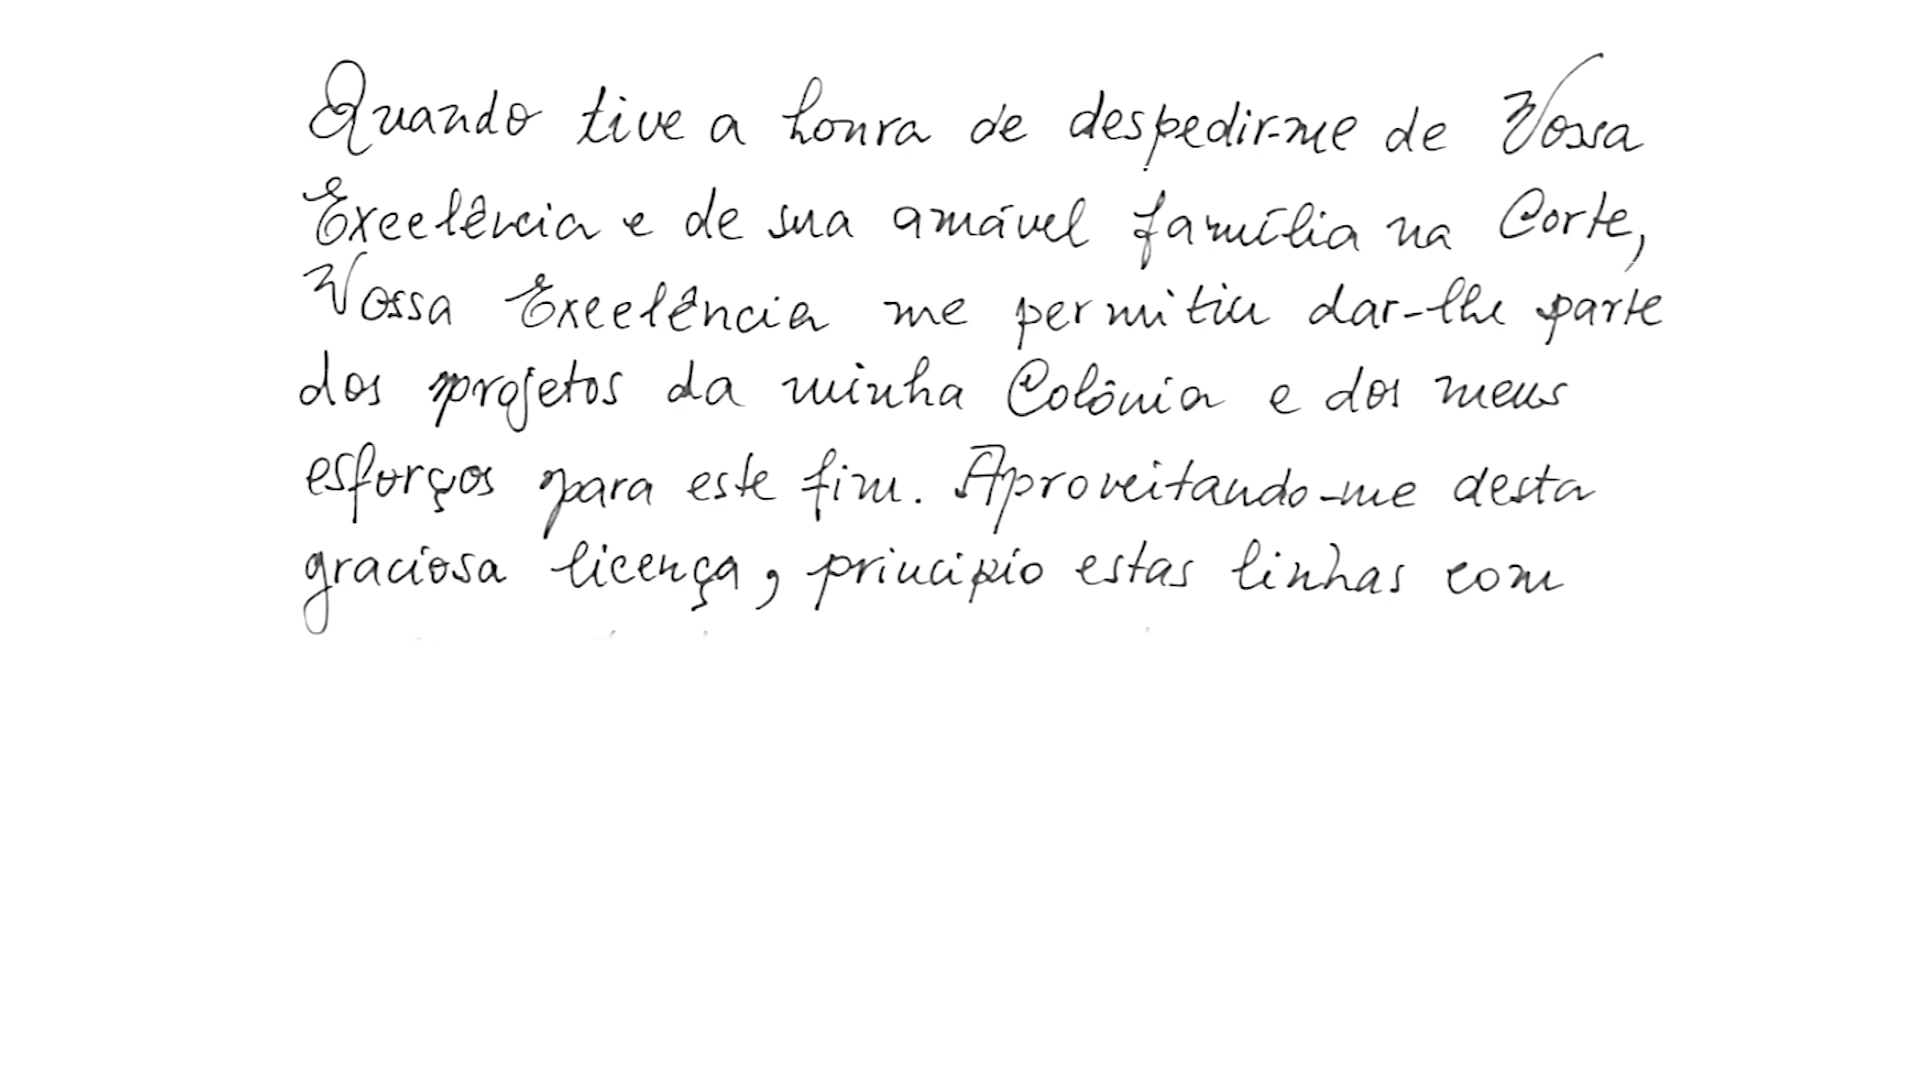 Quando tive a honra de despedir-me de Vossa
Excelência e de sua amável família na Corte,
Vossa Excelência me permitiu dar-lhe parte
dos projetos da minha Colônia e dos meus
esforços para este fim. Aproveitando-me desta
graciosa licença, principio estas linhas com